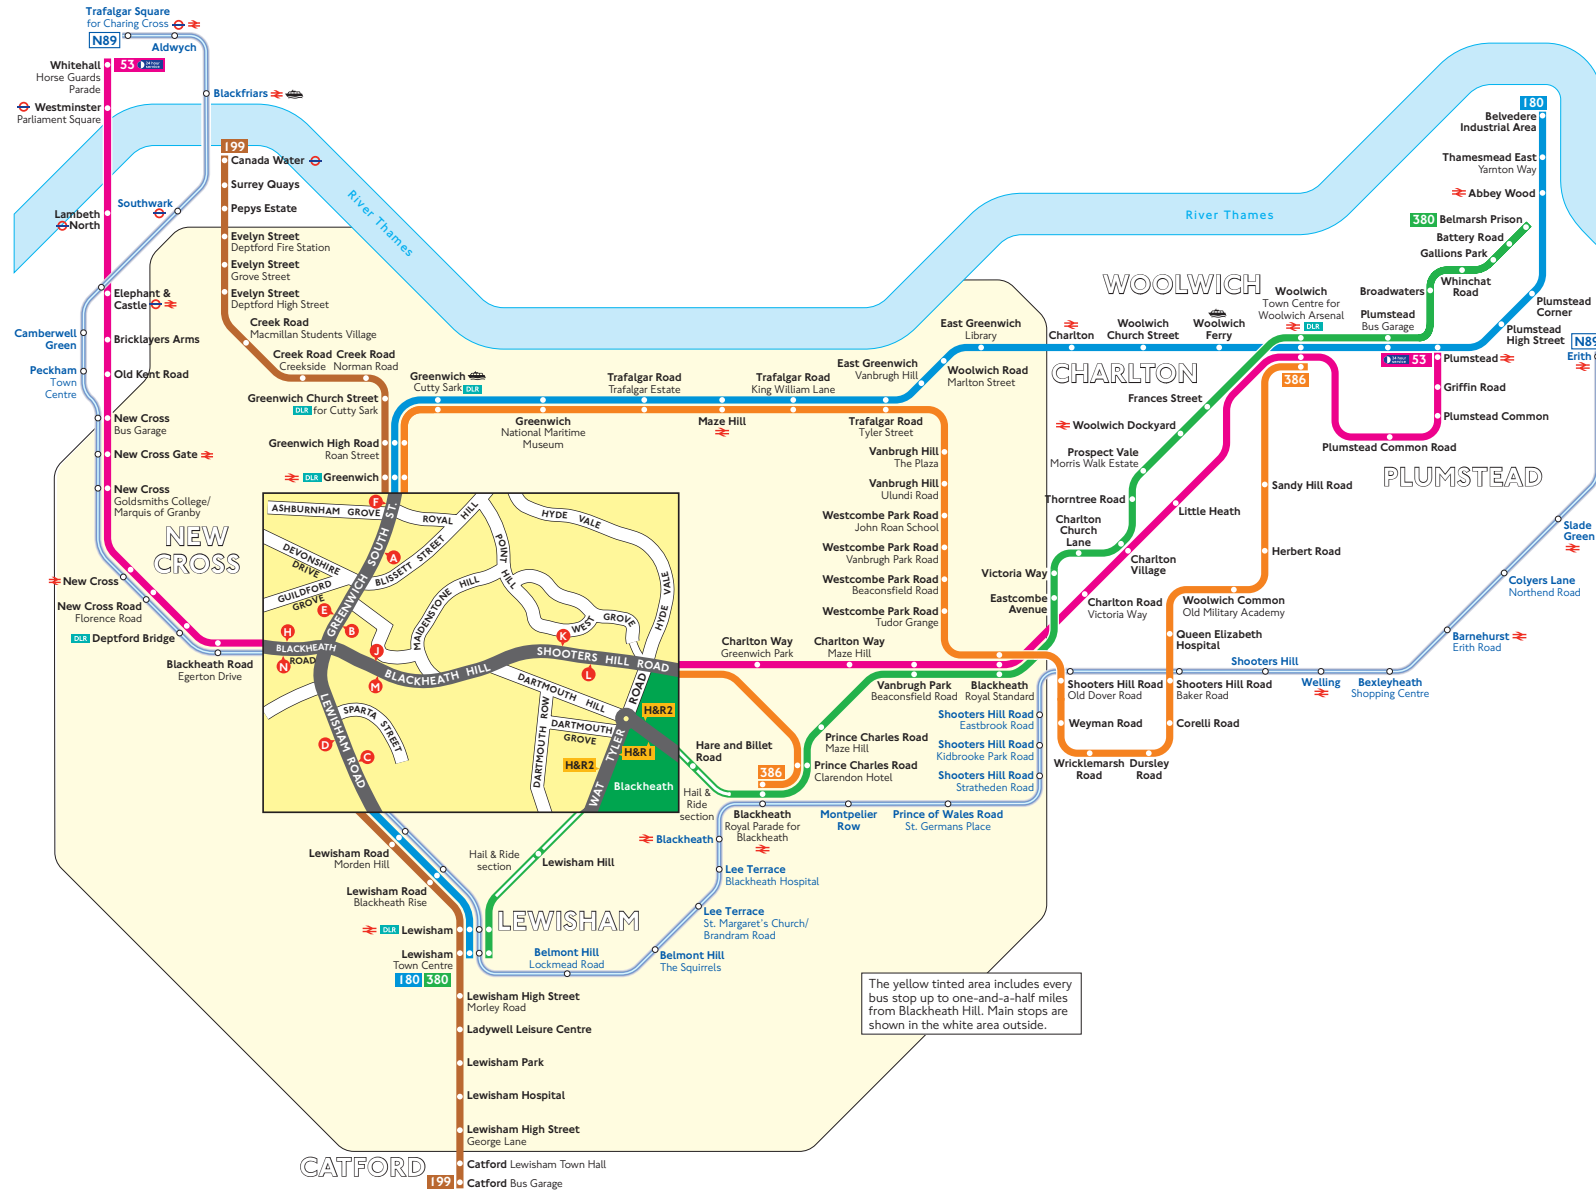 Trafalgar Square
for Charing Cross
N89
Aldwych
Whitehall
Horse Guards
Parade
53
24 hour
service
Westminster
Parliament Square
Blackfriars
199
Canada Water
Surrey Quays
Pepys Estate
Southwark
Lambeth
North
Evelyn Street
Deptford Fire Station
Evelyn Street
Grove Street
Evelyn Street
Deptford High Street
Elephant &
Castle
Creek Road
Macmillan Students Village
Camberwell
Green
Bricklayers Arms
Peckham
Town
Centre
Old Kent Road
Creek Road
Creekside
Creek Road
Norman Road
New Cross
Bus Garage
New Cross Gate
New Cross
Goldsmiths College/
Marquis of Granby
NEW
CROSS
Greenwich Church Street
DLR for Cutty Sark
Greenwich High Road
Roan Street
DLR Greenwich
New Cross
New Cross Road
Florence Road
DLR Deptford Bridge
Blackheath Road
Egerton Drive
River Thames
River Thames
Greenwich
Cutty Sark DLR
Greenwich
National Maritime
Museum
Trafalgar Road
Trafalgar Estate
Maze Hill
Trafalgar Road
King William Lane
Trafalgar Road
Tyler Street
East Greenwich
Vanbrugh Hill
East Greenwich
Library
Woolwich Road
Marlton Street
Charlton
Woolwich
Church Street
Woolwich
Ferry
WOOLWICH
CHARLTON
Woolwich
Town Centre for
Woolwich Arsenal
DLR
Plumstead
Bus Garage
180
Belvedere
Industrial Area
Thamesmead East
Yarnton Way
Abbey Wood
380 Belmarsh Prison
Battery Road
Gallions Park
Whinchat
Road
Broadwaters
Plumstead
Corner
Plumstead
High Street
N89
Erith
24 hour
service
53
Plumstead
Griffin Road
Plumstead Common
Plumstead Common Road
PLUMSTEAD
386
Frances Street
Woolwich Dockyard
Prospect Vale
Morris Walk Estate
Thorntree Road
Charlton
Church
Lane
Little Heath
Charlton
Village
Victoria Way
Eastcombe
Avenue
Charlton Road
Victoria Way
Sandy Hill Road
Herbert Road
Woolwich Common
Old Military Academy
Queen Elizabeth
Hospital
Shooters Hill Road
Baker Road
Corelli Road
Shooters Hill Road
Old Dover Road
Weyman Road
Wricklemarsh
Road
Dursley
Road
Slade
Green
Colyers Lane
Northend Road
Barnehurst
Erith Road
Shooters Hill
Welling
Bexleyheath
Shopping Centre
Vanbrugh Hill
The Plaza
Vanbrugh Hill
Ulundi Road
Westcombe Park Road
John Roan School
Westcombe Park Road
Vanbrugh Park Road
Westcombe Park Road
Beaconsfield Road
Westcombe Park Road
Tudor Grange
Charlton Way
Greenwich Park
Charlton Way
Maze Hill
Vanbrugh Park
Beaconsfield Road
Blackheath
Royal Standard
Shooters Hill Road
Eastbrook Road
Shooters Hill Road
Kidbrooke Park Road
Shooters Hill Road
Stratheden Road
Prince Charles Road
Maze Hill
Prince Charles Road
Clarendon Hotel
Hare and Billet
Road
386
Hail &
Ride
section
Blackheath
Royal Parade for
Blackheath
Montpelier
Row
Prince of Wales Road
St. Germans Place
Blackheath
Lee Terrace
Blackheath Hospital
Lee Terrace
St. Margaret's Church/
Brandram Road
Belmont Hill
The Squirrels
Belmont Hill
Lockmead Road
ASHBURNHAM GROVE
F
ROYAL HILL
HYDE VALE
DEVONSHIRE
DRIVE
A
BLISSETT STREET
POINT HILL
GUILDFORD
GROVE
GREENWICH SOUTH ST.
MAIDENSTONE HILL
HYDE VALE
E
H
B
BLACKHEATH
ROAD
N
J
M
K
WEST GROVE
L
BLACKHEATH HILL
SHOOTERS HILL ROAD
DARTMOUTH HILL
ROAD
DARTMOUTH
GROVE
DARTMOUTH ROW
WAT TYLER
LEWISHAM ROAD
SPARTA STREET
D
C
H&R2
H&R1
H&R2
Blackheath
Lewisham Road
Morden Hill
Lewisham Road
Blackheath Rise
Hail & Ride
section
Lewisham Hill
LEWISHAM
DLR Lewisham
Lewisham
Town Centre
180 380
Lewisham High Street
Morley Road
Ladywell Leisure Centre
Lewisham Park
Lewisham Hospital
Lewisham High Street
George Lane
CATFORD
Catford Lewisham Town Hall
199 Catford Bus Garage
The yellow tinted area includes every
bus stop up to one-and-a-half miles
from Blackheath Hill. Main stops are
shown in the white area outside.